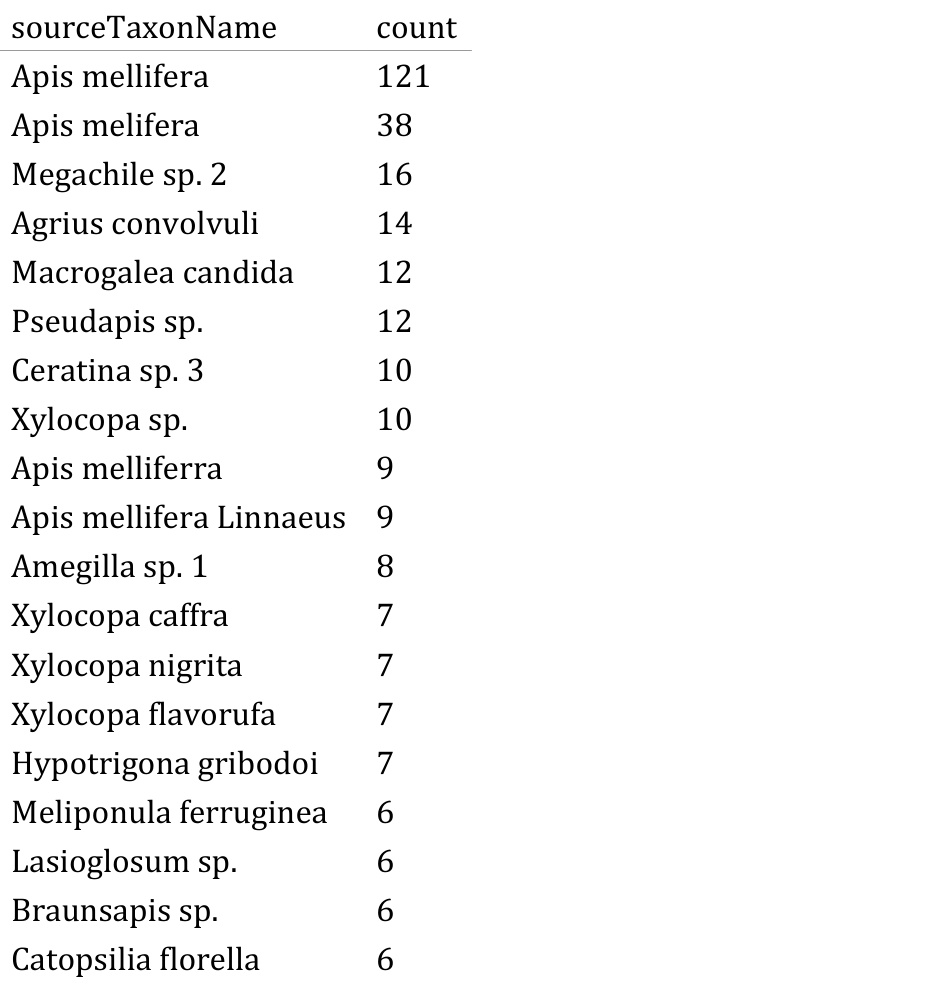 sourceTaxonName count
Apis mellifera 121
Apis melifera 38
Megachile sp. 2 16
Agrius convolvuli 14
Macrogalea candida 12
Pseudapis sp. 12
Ceratina sp. 3 10
Xylocopa sp. 10
Apis melliferra 9
Apis mellifera Linnaeus 9
Amegilla sp. 1 8
Xylocopa caffra 7
Xylocopa nigrita 7
Xylocopa flavorufa 7
Hypotrigona gribodoi 7
Meliponula ferruginea 6
Lasioglosum sp. 6
Braunsapis sp. 6
Catopsilia florella 6